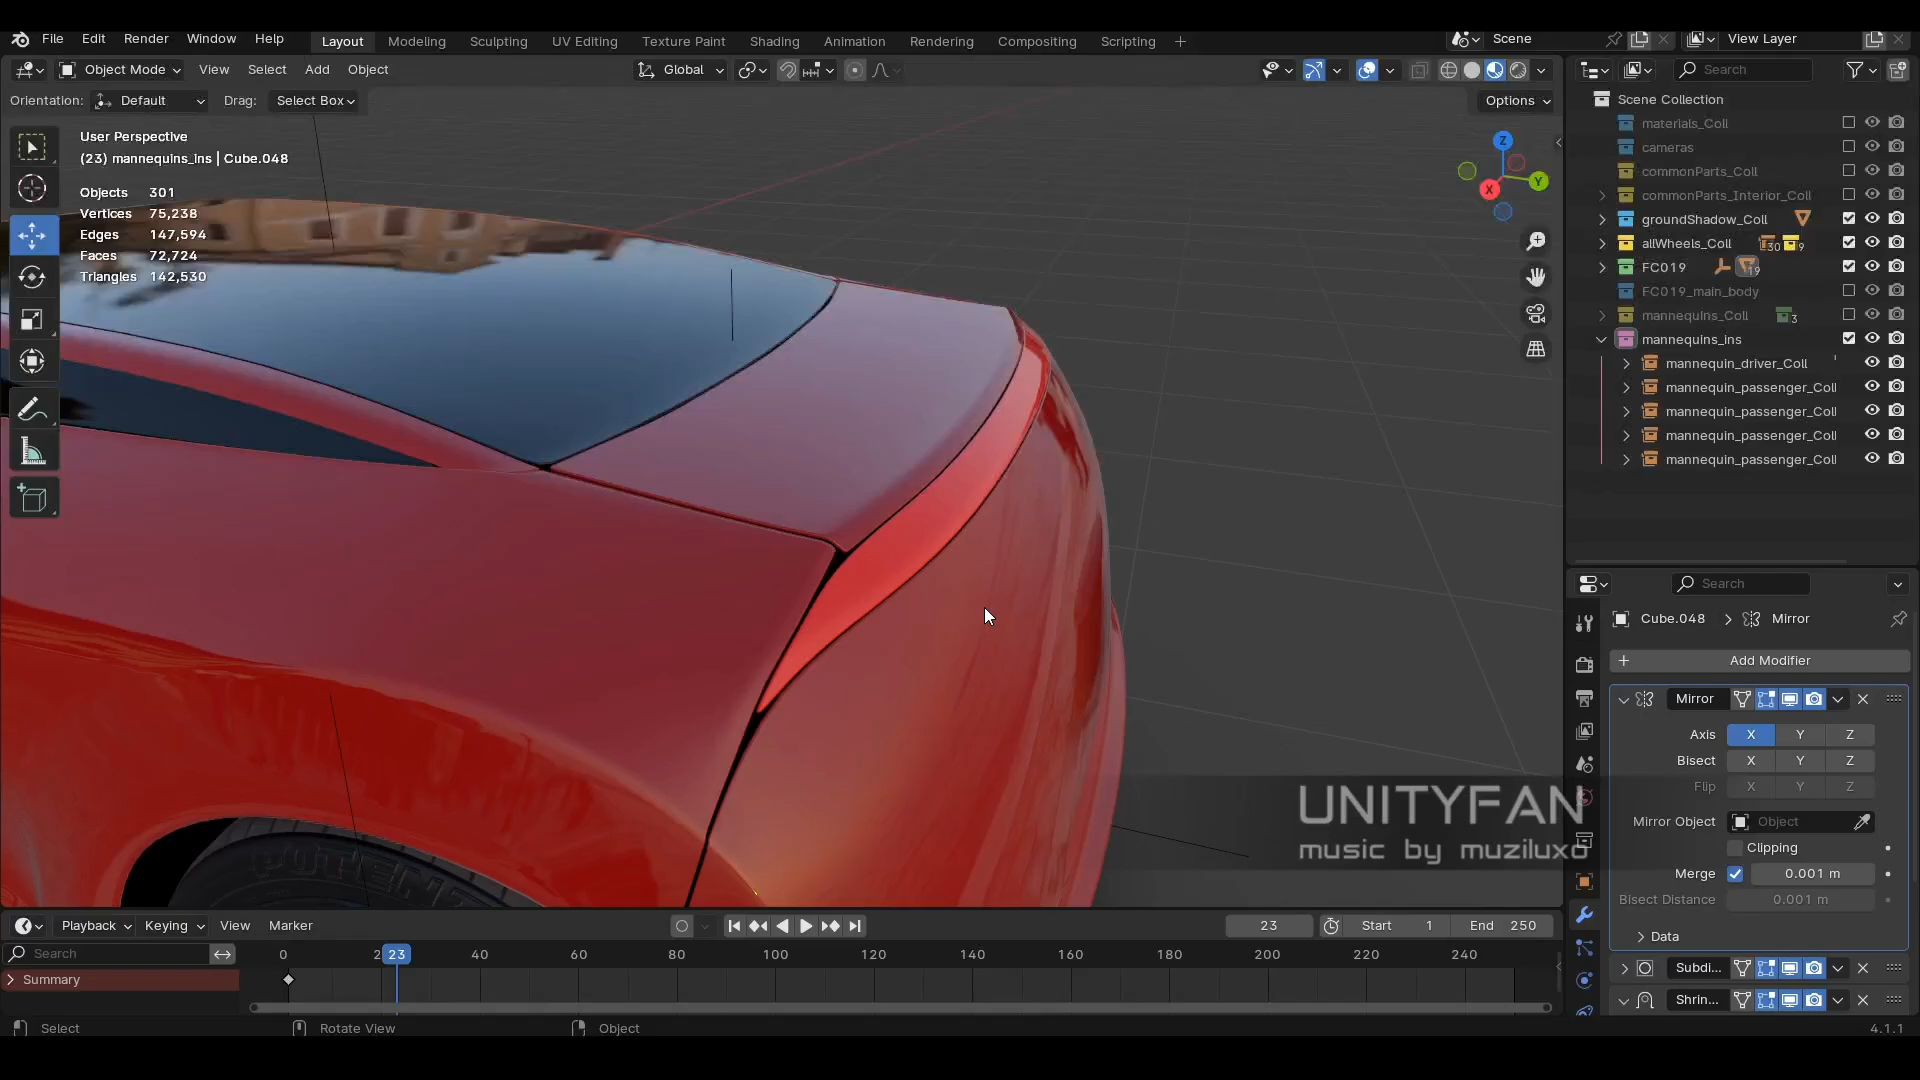 File Edit Render Window Help
Layout Modeling Sculpting UV Editing Texture Paint Shading Animation Rendering Compositing Scripting
Scene
View Layer
Object Mode View Select Add Object
Global
Search
Orientation: Default Drag: Select Box
Options
User Perspective
(23) mannequins_ins | Cube.048
Objects 301
Vertices 75,238
Edges 147,594
Faces 72,724
Triangles 142,530
Z
Y
X
Scene Collection
materials_Coll
cameras
commonParts_Coll
commonParts_Interior_Coll
groundShadow_Coll
allWheels_Coll 30 9
FC019 19
FC019_main_body
mannequins_Coll 3
mannequins_ins
mannequin_driver_Coll
mannequin_passenger_Coll
mannequin_passenger_Coll
mannequin_passenger_Coll
mannequin_passenger_Coll
Search
Cube.048 > Mirror
+ Add Modifier
Mirror
Axis X Y Z
Bisect X Y Z
Flip X Y Z
Mirror Object Object
Clipping
Merge 0.001 m
Bisect Distance 0.001 m
Data
Subdi...
Shrin...
UNITYFAN
music by muziluxo
Playback Keying View Marker
23
Start 1 End 250
Search
0 2 23 40 60 80 100 120 140 160 180 200 220 240
Summary
Select Rotate View Object
4.1.1